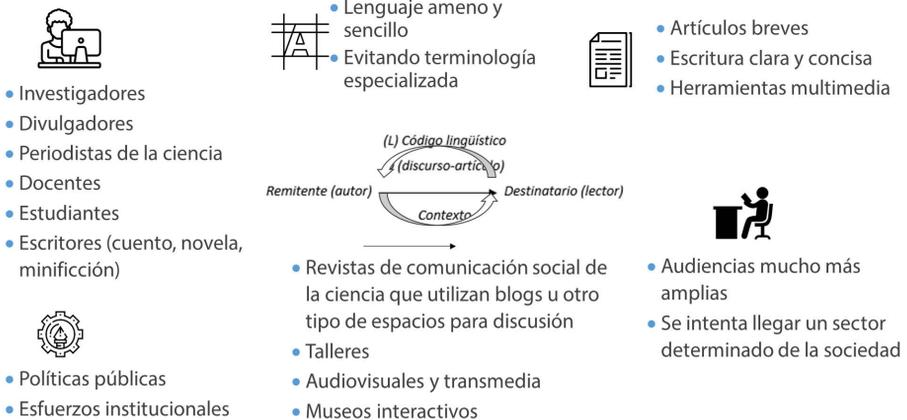 • Investigadores
• Divulgadores
• Periodistas de la ciencia
• Docentes
• Estudiantes
• Escritores (cuento, novela,
minificción)
• Políticas públicas
• Esfuerzos institucionales
• Lenguaje ameno y
sencillo
• Evitando terminología
especializada
(L) Código lingüístico
(discurso-artículo)
Remitente (autor)
Destinatario (lector)
Contexto
• Revistas de comunicación social de
la ciencia que utilizan blogs u otro
tipo de espacios para discusión
• Talleres
• Audiovisuales y transmedia
• Museos interactivos
• Artículos breves
• Escritura clara y concisa
• Herramientas multimedia
• Audiencias mucho más
amplias
• Se intenta llegar un sector
determinado de la sociedad